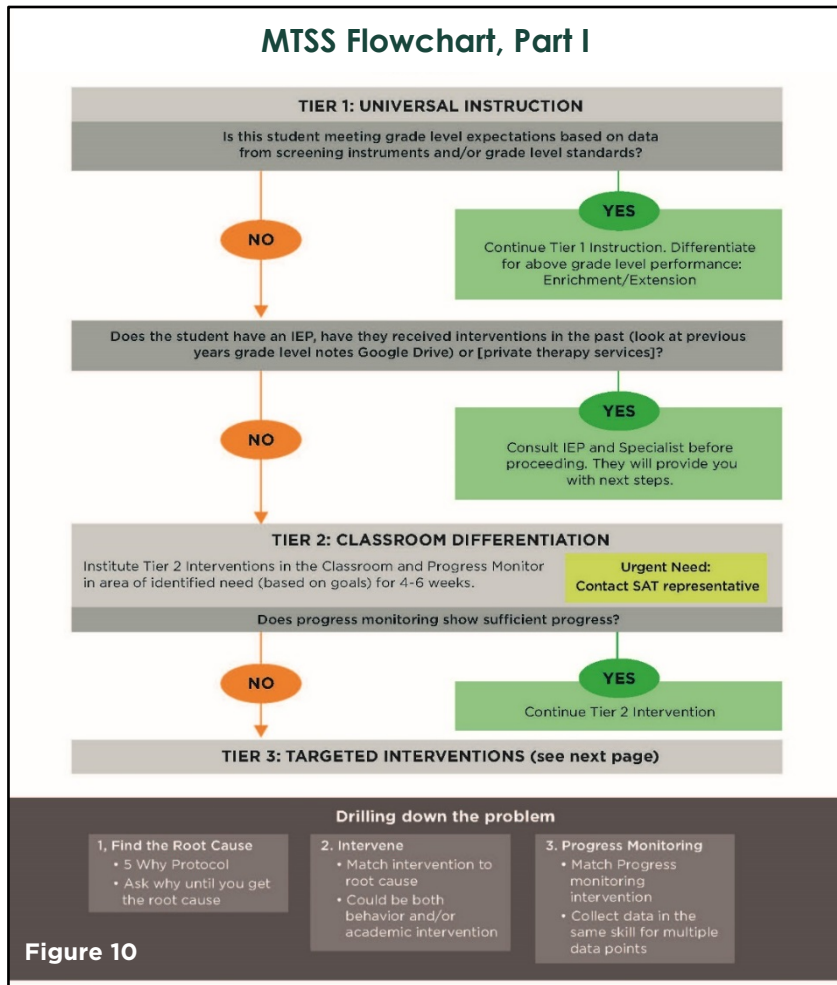 MTSS Flowchart, Part I
TIER 1: UNIVERSAL INSTRUCTION
Is this student meeting grade level expectations based on data
from screening instruments and/or grade level standards?
NO
YES
Continue Tier 1 Instruction. Differentiate
for above grade level performance:
Enrichment/Extension
Does the student have an IEP, have they received interventions in the past (look at previous
years grade level notes Google Drive) or [private therapy services]?
NO
YES
Consult IEP and Specialist before
proceeding. They will provide you
with next steps.
TIER 2: CLASSROOM DIFFERENTIATION
Institute Tier 2 Interventions in the Classroom and Progress Monitor
in area of identified need (based on goals) for 4-6 weeks.
Urgent Need:
Contact SAT representative
Does progress monitoring show sufficient progress?
NO
YES
Continue Tier 2 Intervention
TIER 3: TARGETED INTERVENTIONS (see next page)
Drilling down the problem
1, Find the Root Cause
• 5 Why Protocol
• Ask why until you get
the root cause
2. Intervene
• Match intervention to
root cause
• Could be both
behavior and/or
academic intervention
3. Progress Monitoring
• Match Progress
monitoring
intervention
• Collect data in the
same skill for multiple
data points
Figure 10